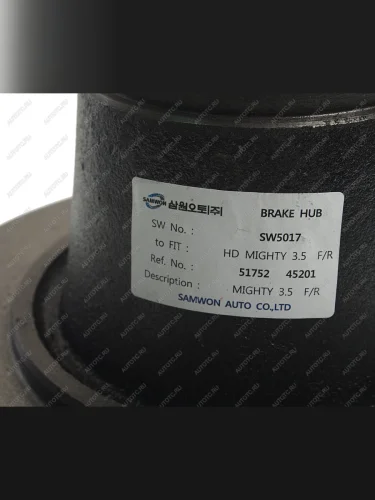 SAMWON 삼원오토(주) BRAKE HUB
SW No. : SW5017
to FIT : HD MIGHTY 3.5 F/R
Ref. No. : 51752 45201
Description : MIGHTY 3.5 F/R
SAMWON AUTO CO,.LTD